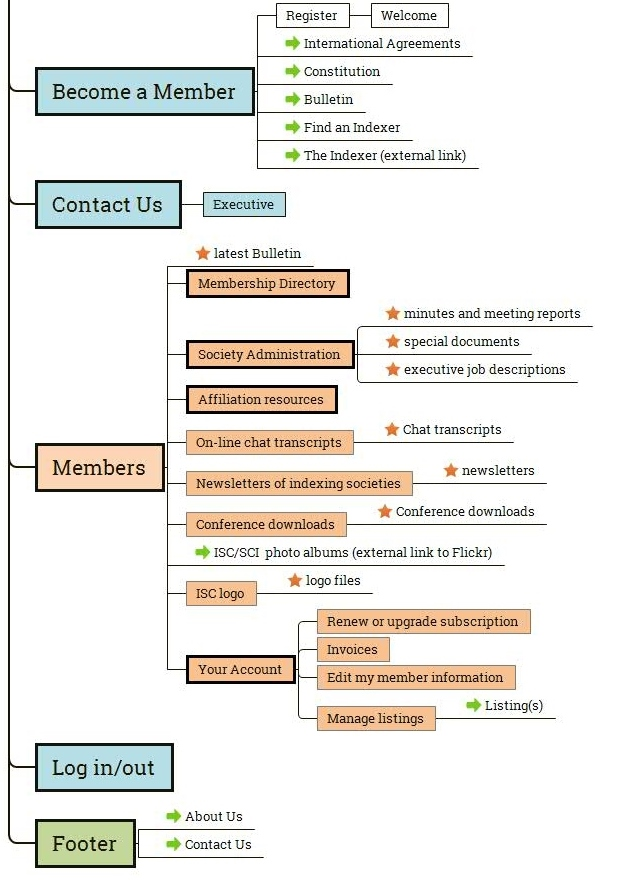 Register
Welcome
International Agreements
Constitution
Become a Member
Bulletin
Find an Indexer
The Indexer (external link)
Contact Us
Executive
latest Bulletin
Membership Directory
minutes and meeting reports
special documents
Society Administration
executive job descriptions
Affiliation resources
On-line chat transcripts
Chat transcripts
Members
Newsletters of indexing societies
newsletters
Conference downloads
Conference downloads
ISC/SCI photo albums (external link to Flickr)
ISC logo
logo files
Renew or upgrade subscription
Invoices
Your Account
Edit my member information
Manage listings
Listing(s)
Log in/out
About Us
Footer
Contact Us